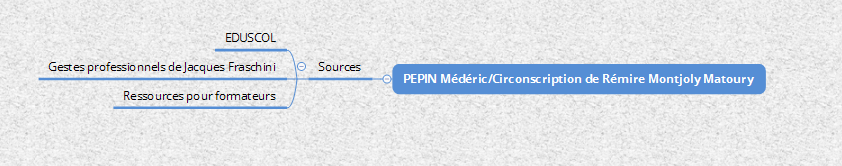 EDUSCOL
Gestes professionnels de Jacques Fraschini
Ressources pour formateurs
Sources
PEPIN Médéric/Circonscription de Rémire Montjoly Matoury